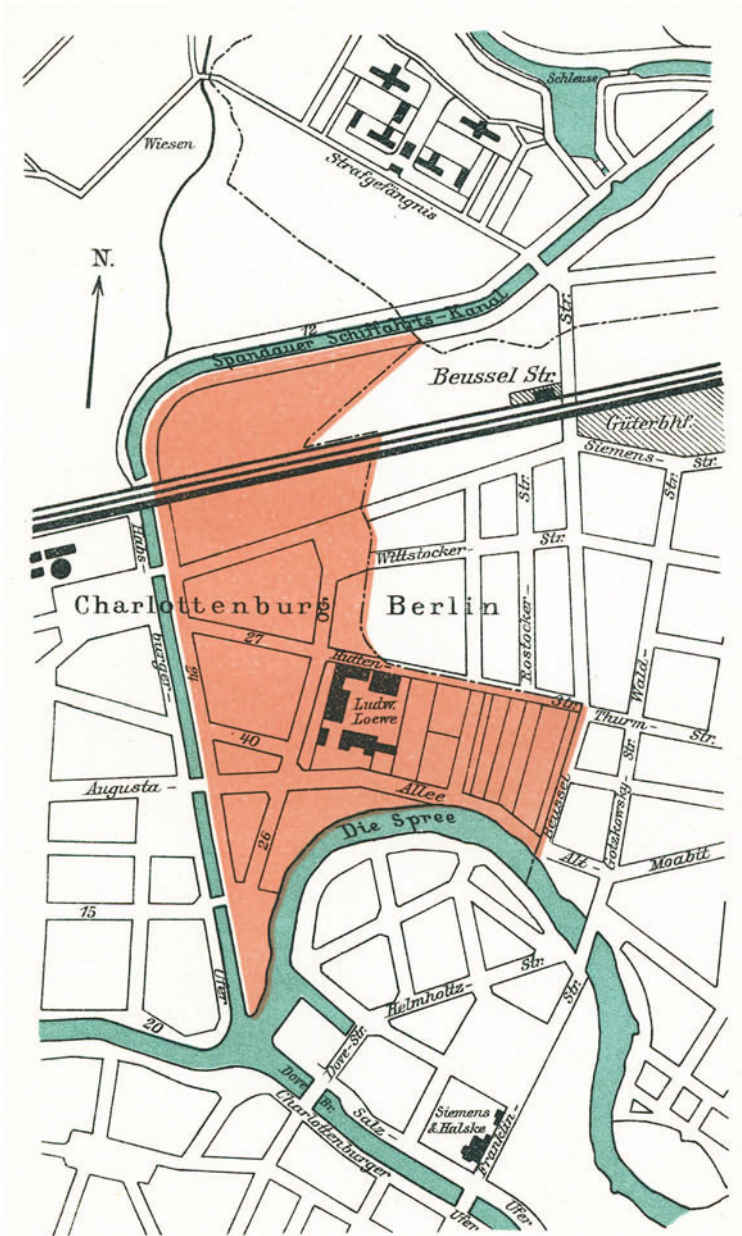 Schleuse
Wiesen
Strafgefängnis
N.
12
Spandauer Schiffahrts-Kanal
Str.
Beussel Str.
Güterbhf.
Siemens-
Str.
Str.
Str.
Habs-
Wittstocker-
Str.
Charlottenburg
Berlin
27
Hutten-
Rostocker-
burger-
Wald-
Ludw.
Loewe
Str.
Thurm-
Str.
Str.
40
Augusta-
Allee
Beussel
Gotzkowsky-
Die Spree
26
Alt-
Moabit
15
Ufer
Str.
Helmholtz-
Str.
20
Dove-Str.
Dove
Br.
Salz-
Siemens
& Halske
Charlottenburger
Franklin-
Ufer
Ufer